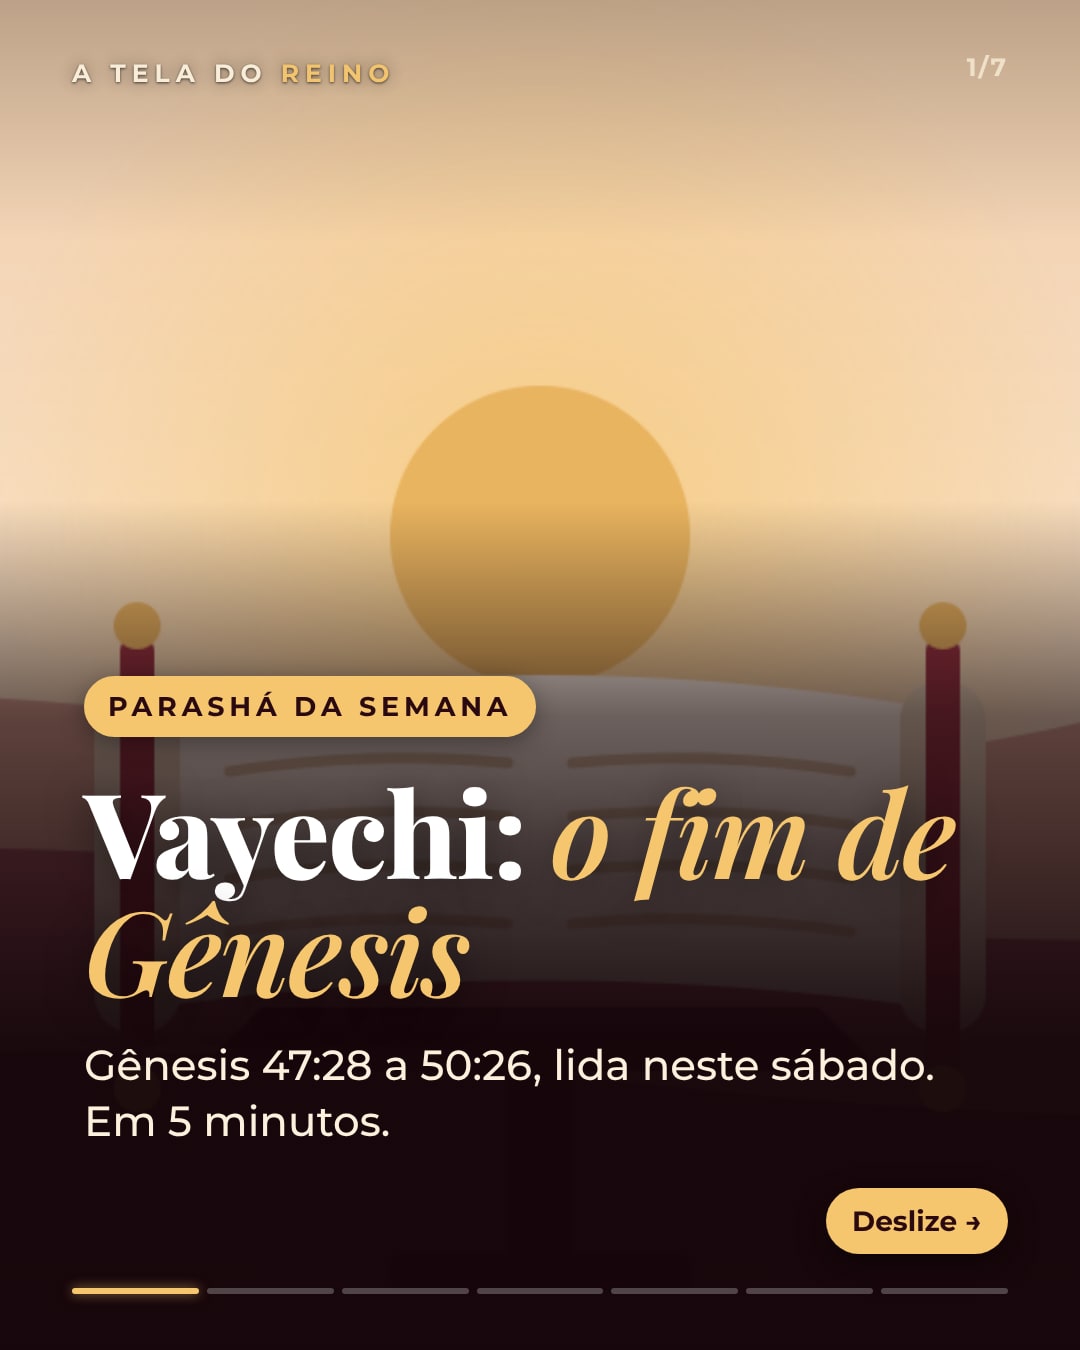 A TELA DO REINO
1/7
PARASHÁ DA SEMANA
Vayechi: o fim de
Gênesis
Gênesis 47:28 a 50:26, lida neste sábado.
Em 5 minutos.
Deslize →